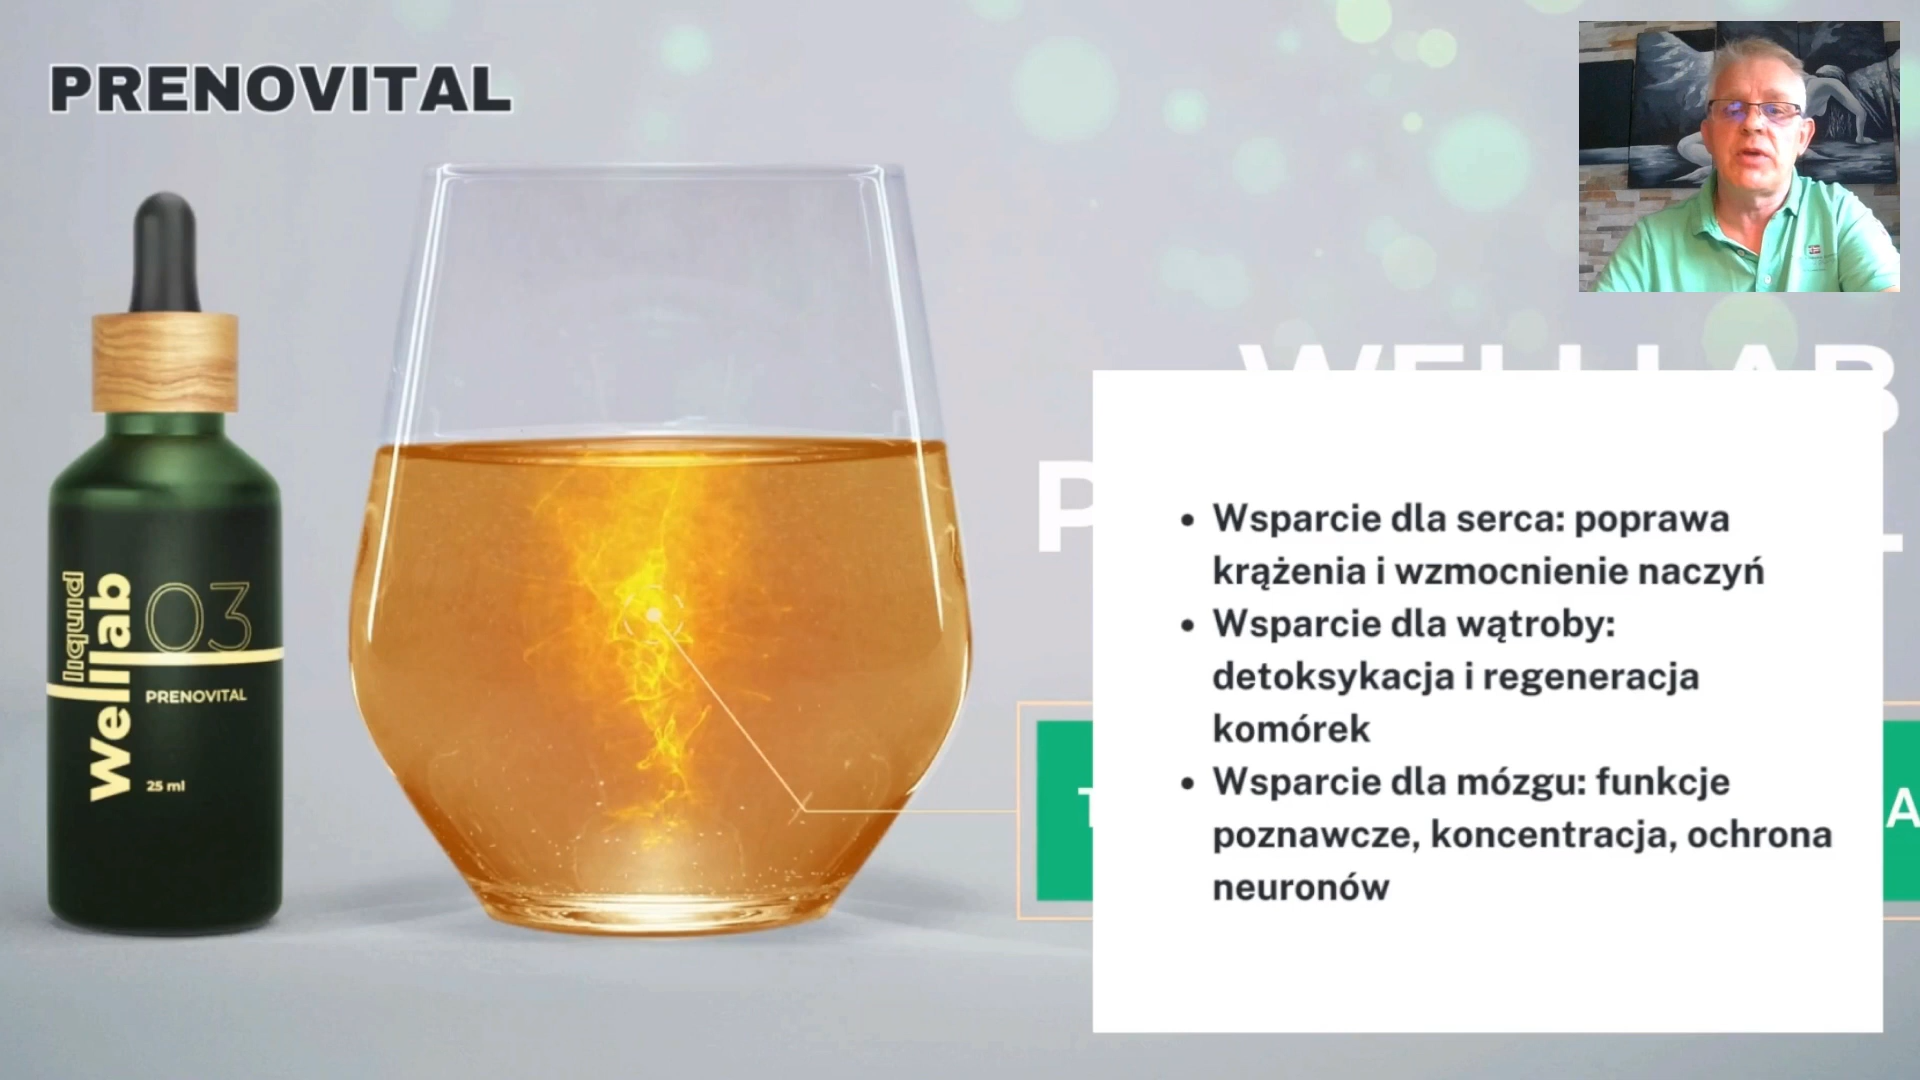 PRENOVITAL
WELLLAB
liquid
Welllab
03
PRENOVITAL
25 ml
• Wsparcie dla serca: poprawa
krążenia i wzmocnienie naczyń
• Wsparcie dla wątroby:
detoksykacja i regeneracja
komórek
• Wsparcie dla mózgu: funkcje
poznawcze, koncentracja, ochrona
neuronów